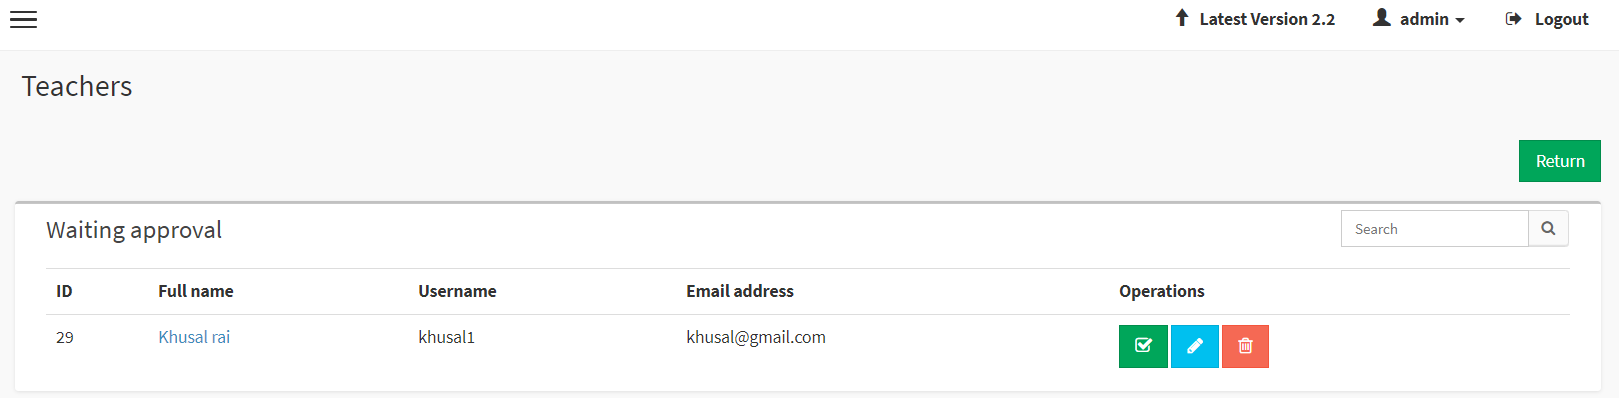 Latest Version 2.2 admin Logout
Teachers
Return
Waiting approval
Search
ID Full name Username Email address Operations
29 Khusal rai khusal1 khusal@gmail.com